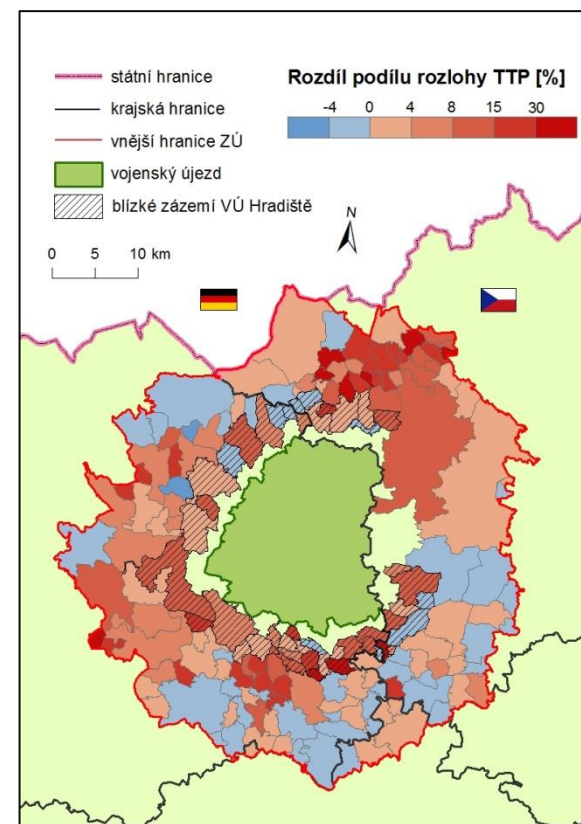 státní hranice
krajská hranice
vnější hranice ZÚ
vojenský újezd
blízké zázemí VÚ Hradiště
Rozdíl podílu rozlohy TTP [%]
-4 0 4 8 15 30
N
0 5 10 km